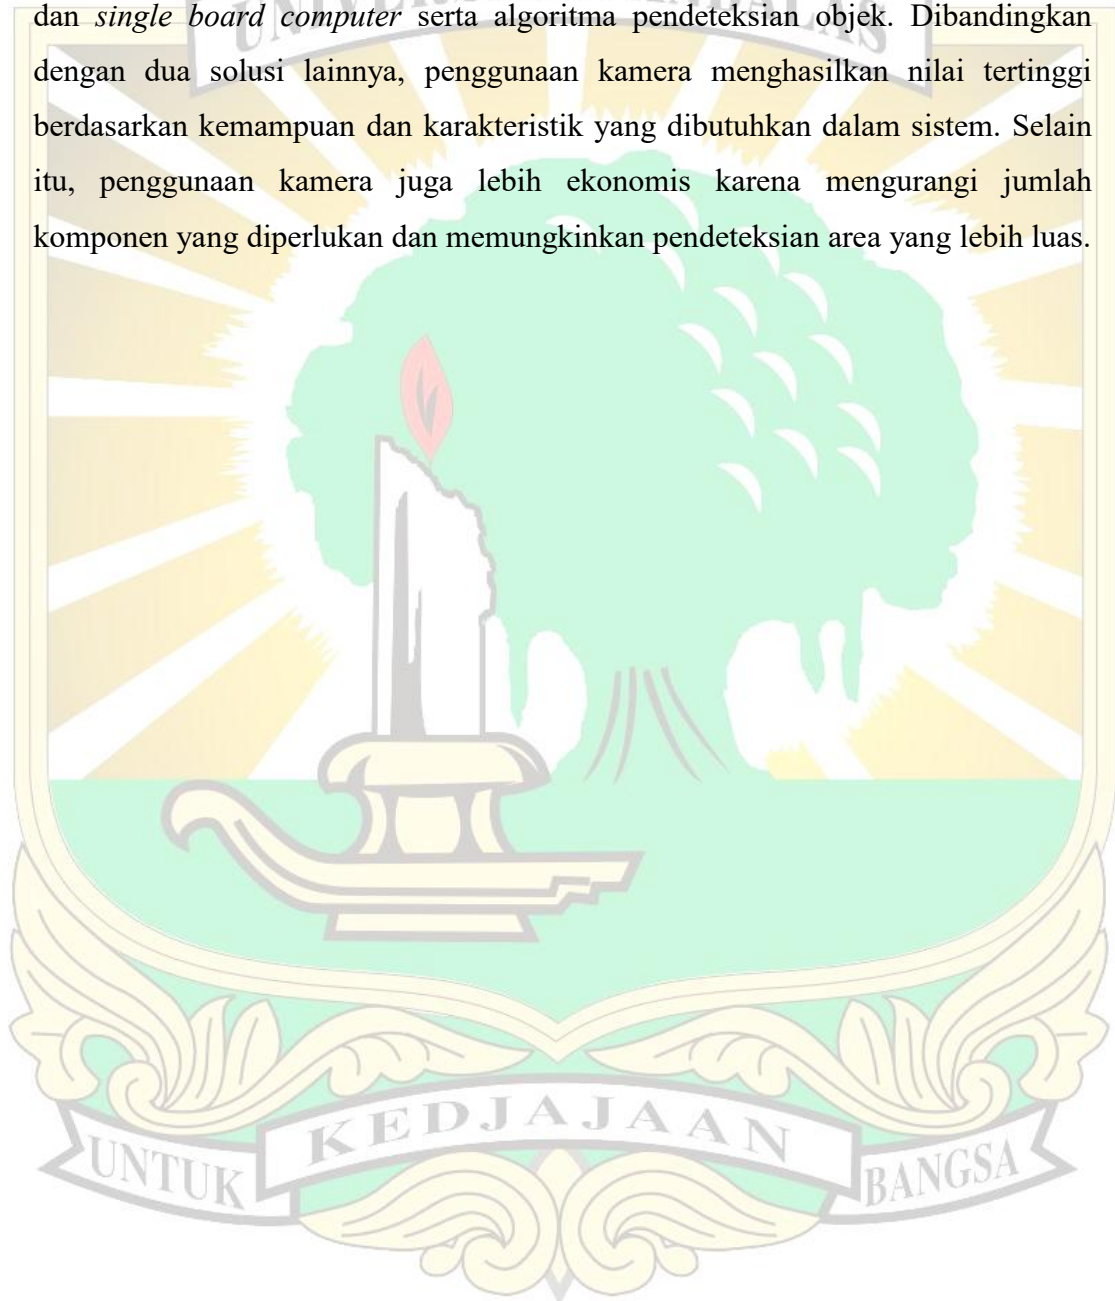 dan single board computer serta algoritma pendeteksian objek. Dibandingkan
dengan dua solusi lainnya, penggunaan kamera menghasilkan nilai tertinggi
berdasarkan kemampuan dan karakteristik yang dibutuhkan dalam sistem. Selain
itu, penggunaan kamera juga lebih ekonomis karena mengurangi jumlah
komponen yang diperlukan dan memungkinkan pendeteksian area yang lebih luas.
UNTUK KEDJAJAAN BANGSA